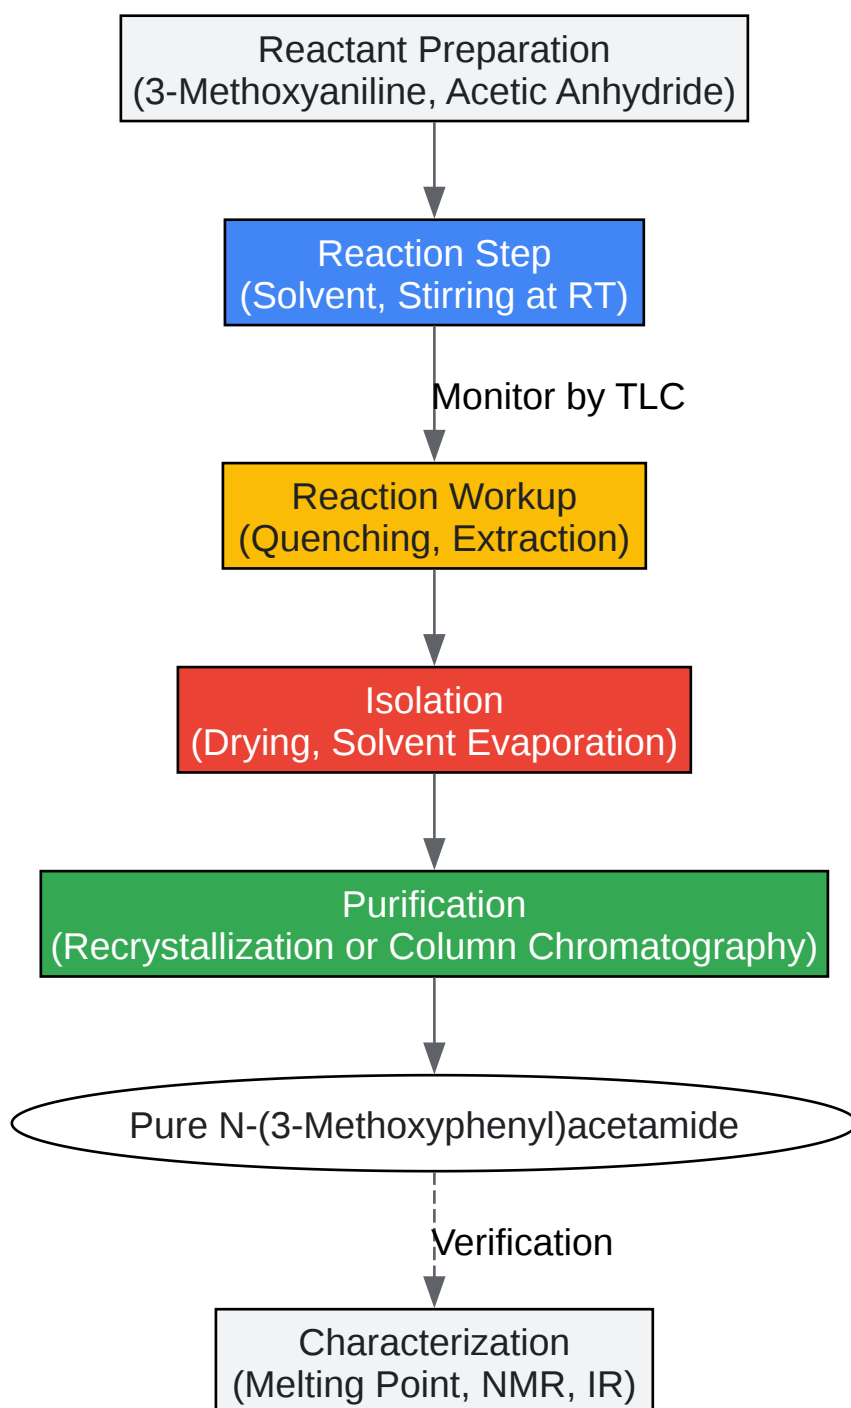 Reactant Preparation
(3-Methoxyaniline, Acetic Anhydride)
Reaction Step
(Solvent, Stirring at RT)
Monitor by TLC
Reaction Workup
(Quenching, Extraction)
Isolation
(Drying, Solvent Evaporation)
Purification
(Recrystallization or Column Chromatography)
Pure N-(3-Methoxyphenyl)acetamide
Verification
Characterization
(Melting Point, NMR, IR)